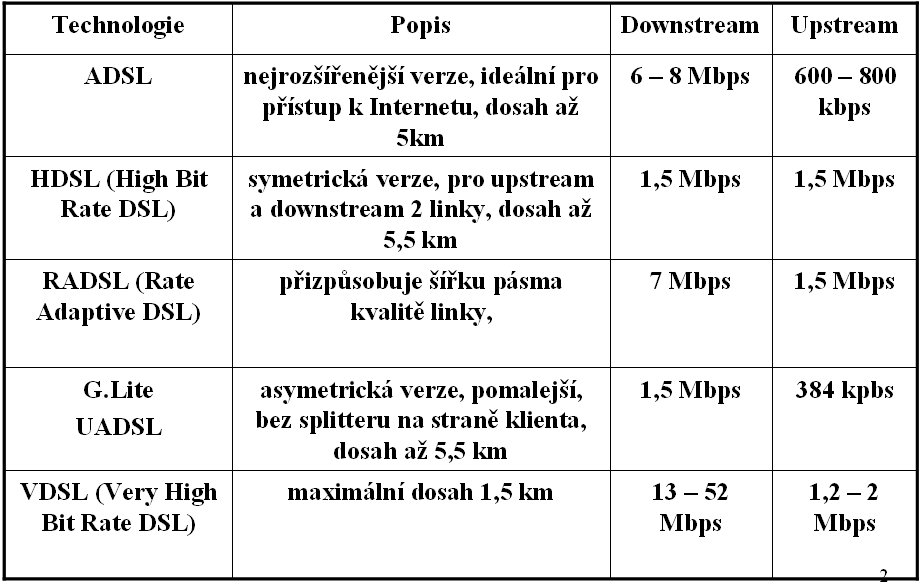 Technologie Popis Downstream Upstream
ADSL nejrozšířenější verze, ideální pro 6 – 8 Mbps 600 – 800
přístup k Internetu, dosah až kbps
5km
HDSL (High Bit symetrická verze, pro upstream 1,5 Mbps 1,5 Mbps
Rate DSL) a downstream 2 linky, dosah až
5,5 km
RADSL (Rate přizpůsobuje šířku pásma 7 Mbps 1,5 Mbps
Adaptive DSL) kvalitě linky,
G.Lite asymetrická verze, pomalejší, 1,5 Mbps 384 kpbs
UADSL bez splitteru na straně klienta,
dosah až 5,5 km
VDSL (Very High maximální dosah 1,5 km 13 – 52 1,2 – 2
Bit Rate DSL) Mbps Mbps
2